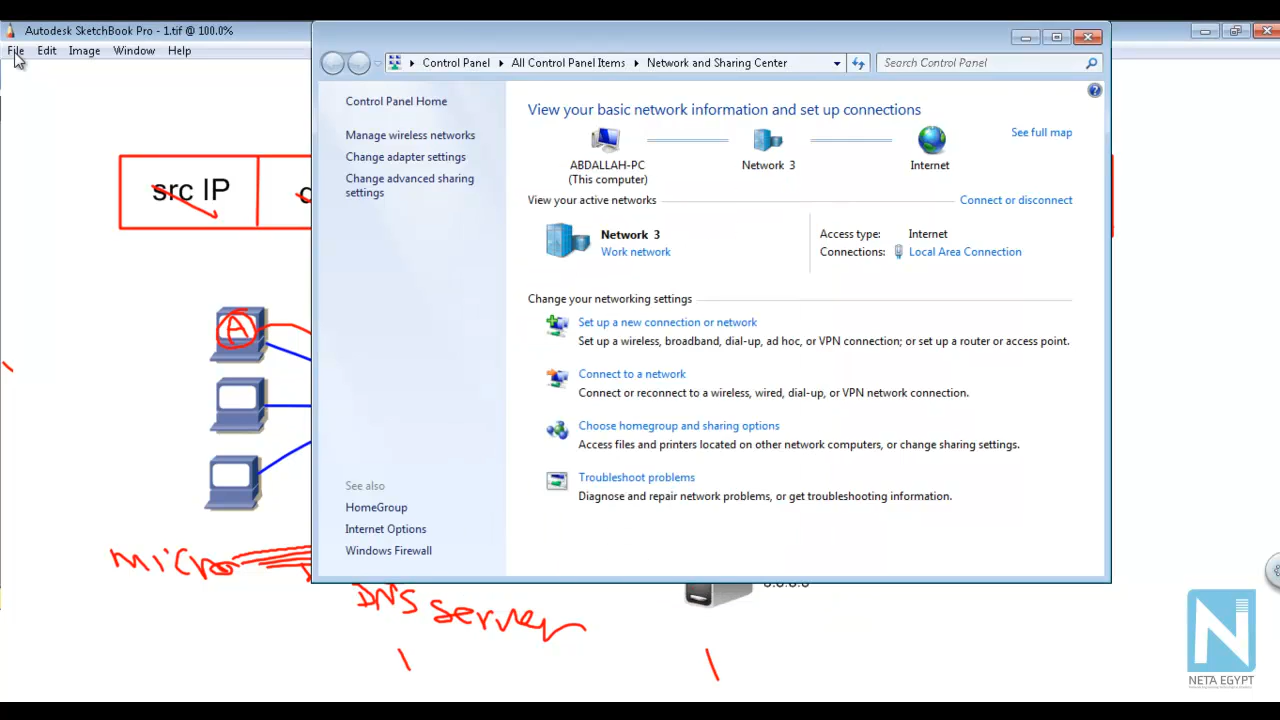 Autodesk SketchBook Pro - 1.tif @ 100.0%
File Edit Image Window Help
Control Panel All Control Panel Items Network and Sharing Center
Search Control Panel
Control Panel Home
Manage wireless networks
Change adapter settings
Change advanced sharing
settings
View your basic network information and set up connections
See full map
ABDALLAH-PC
(This computer)
Network 3
Internet
View your active networks
Connect or disconnect
Network 3
Work network
Access type: Internet
Connections: Local Area Connection
Change your networking settings
Set up a new connection or network
Set up a wireless, broadband, dial-up, ad hoc, or VPN connection; or set up a router or access point.
Connect to a network
Connect or reconnect to a wireless, wired, dial-up, or VPN network connection.
Choose homegroup and sharing options
Access files and printers located on other network computers, or change sharing settings.
Troubleshoot problems
Diagnose and repair network problems, or get troubleshooting information.
See also
HomeGroup
Internet Options
Windows Firewall
src IP
A
Micro
DNS server
NETA EGYPT